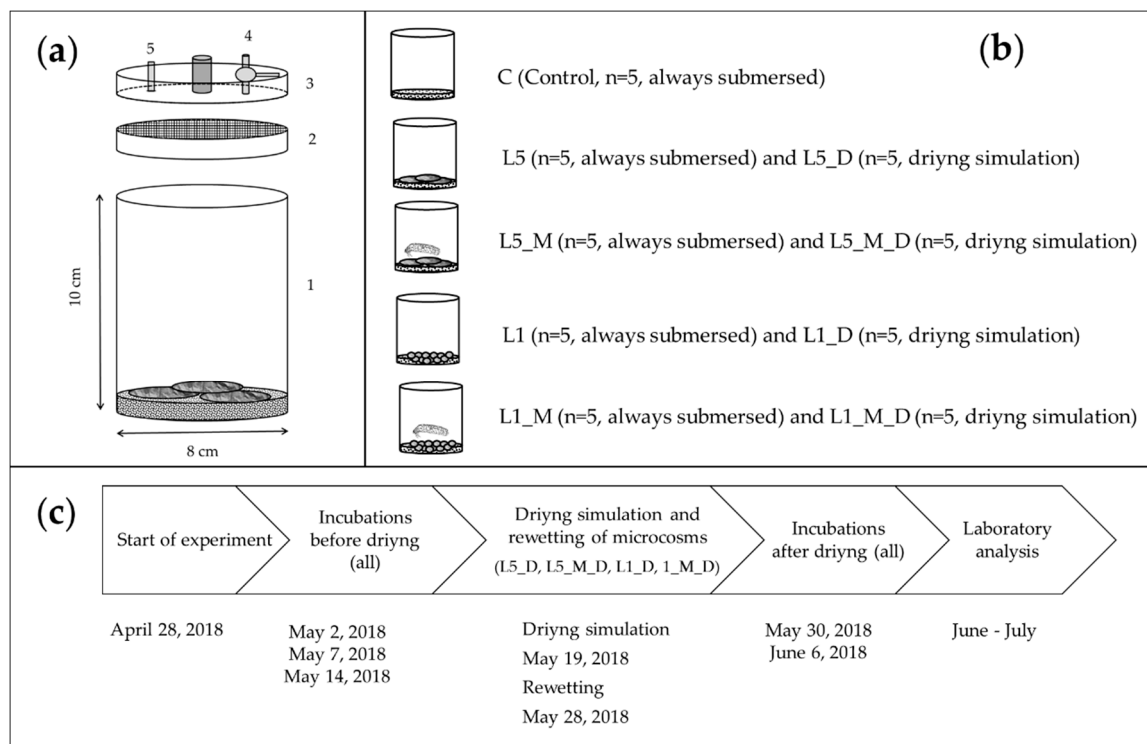 (a)
5
4
3
2
1
10 cm
8 cm
(b)
C (Control, n=5, always submersed)
L5 (n=5, always submersed) and L5_D (n=5, driyng simulation)
L5_M (n=5, always submersed) and L5_M_D (n=5, driyng simulation)
L1 (n=5, always submersed) and L1_D (n=5, driyng simulation)
L1_M (n=5, always submersed) and L1_M_D (n=5, driyng simulation)
(c)
Start of experiment
Incubations
before driyng
(all)
Driyng simulation and
rewetting of microcosms
(L5_D, L5_M_D, L1_D, 1_M_D)
Incubations
after driyng (all)
Laboratory
analysis
April 28, 2018
May 2, 2018
May 7, 2018
May 14, 2018
Driyng simulation
May 19, 2018
Rewetting
May 28, 2018
May 30, 2018
June 6, 2018
June - July